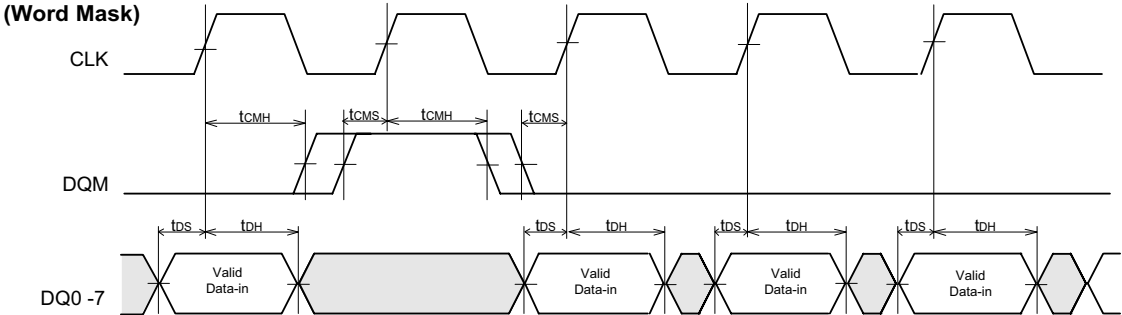 (Word Mask)
CLK
tCMH tCMS tCMH tCMS
DQM
tDS tDH tDS tDH tDS tDH tDS tDH
Valid Data-in Valid Data-in Valid Data-in Valid Data-in
DQ0 -7